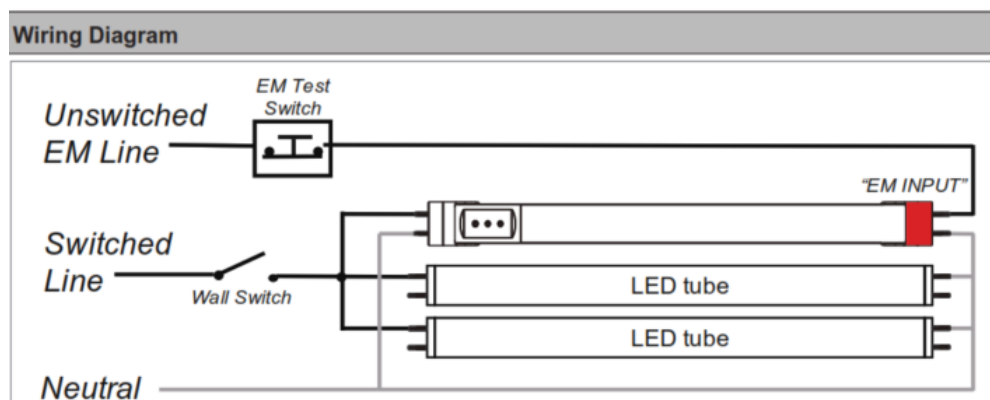 Wiring Diagram
EM Test
Switch
Unswitched
EM Line
"EM INPUT"
Switched
Line
Wall Switch
LED tube
LED tube
Neutral